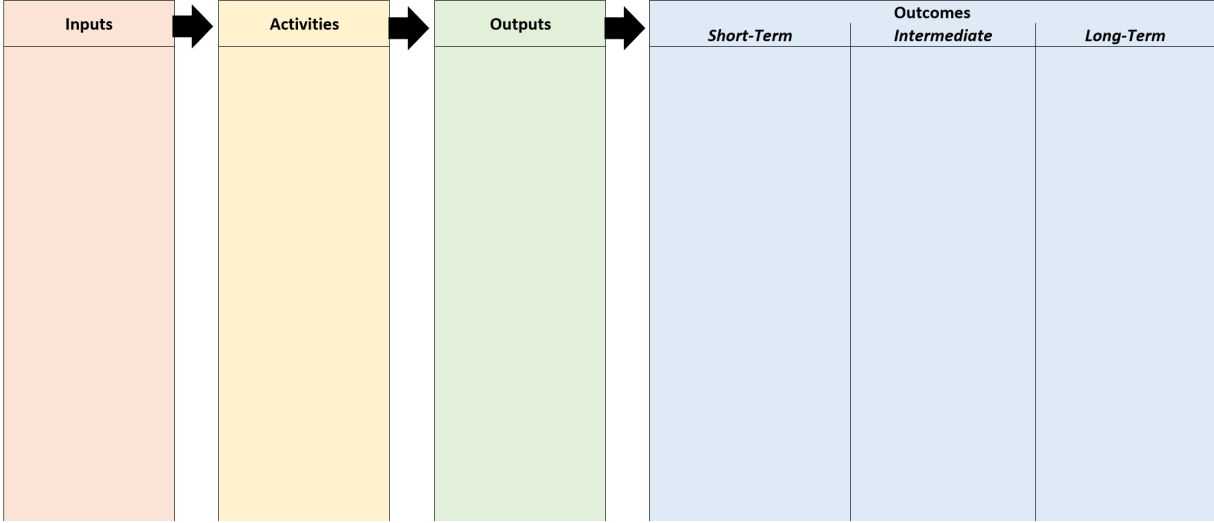 Inputs
Activities
Outputs
Outcomes
Short-Term
Intermediate
Long-Term